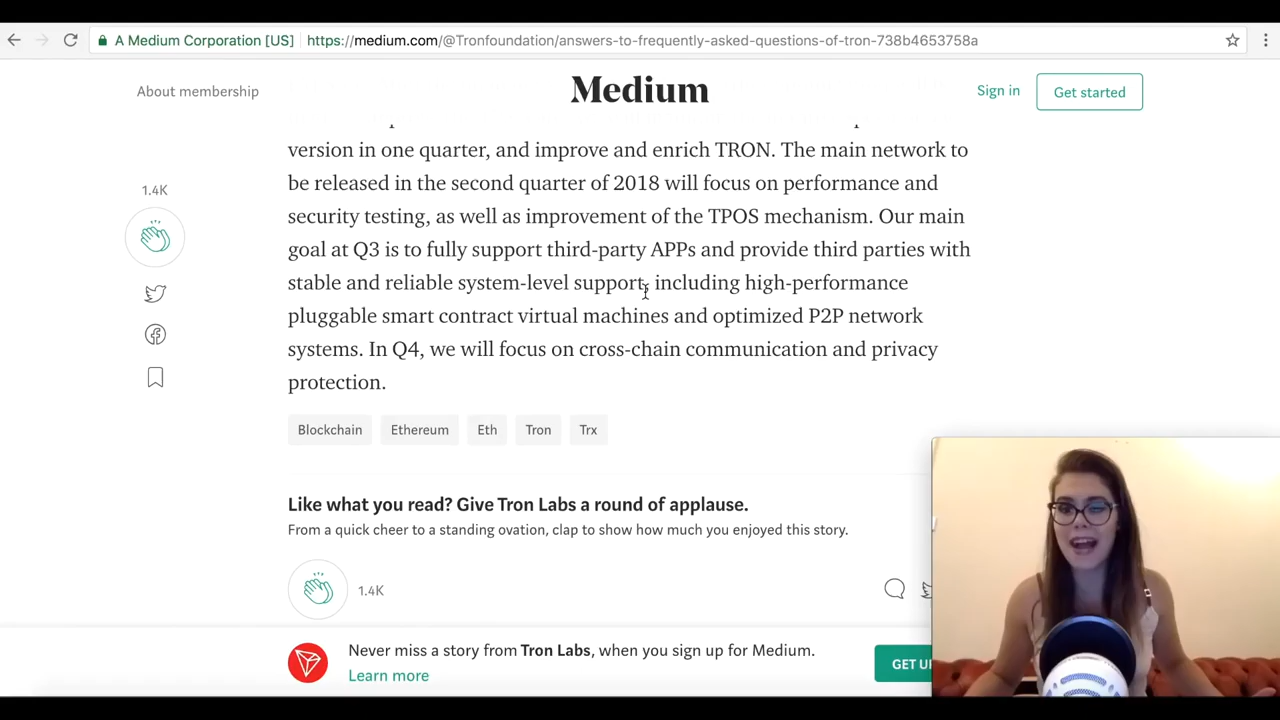 A Medium Corporation [US]
https://medium.com/@Tronfoundation/answers-to-frequently-asked-questions-of-tron-738b4653758a
About membership
Medium
Sign in
Get started
version in one quarter, and improve and enrich TRON. The main network to
be released in the second quarter of 2018 will focus on performance and
security testing, as well as improvement of the TPOS mechanism. Our main
goal at Q3 is to fully support third-party APPs and provide third parties with
stable and reliable system-level support, including high-performance
pluggable smart contract virtual machines and optimized P2P network
systems. In Q4, we will focus on cross-chain communication and privacy
protection.
1.4K
Blockchain
Ethereum
Eth
Tron
Trx
Like what you read? Give Tron Labs a round of applause.
From a quick cheer to a standing ovation, clap to show how much you enjoyed this story.
1.4K
Never miss a story from Tron Labs, when you sign up for Medium.
Learn more
GET